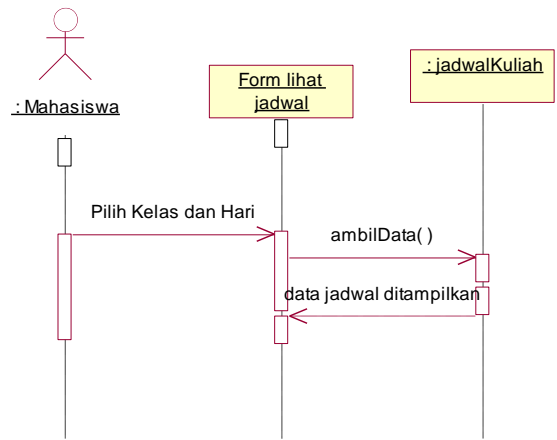 : Mahasiswa
Form lihat
jadwal
: jadwalKuliah
Pilih Kelas dan Hari
ambilData( )
data jadwal ditampilkan